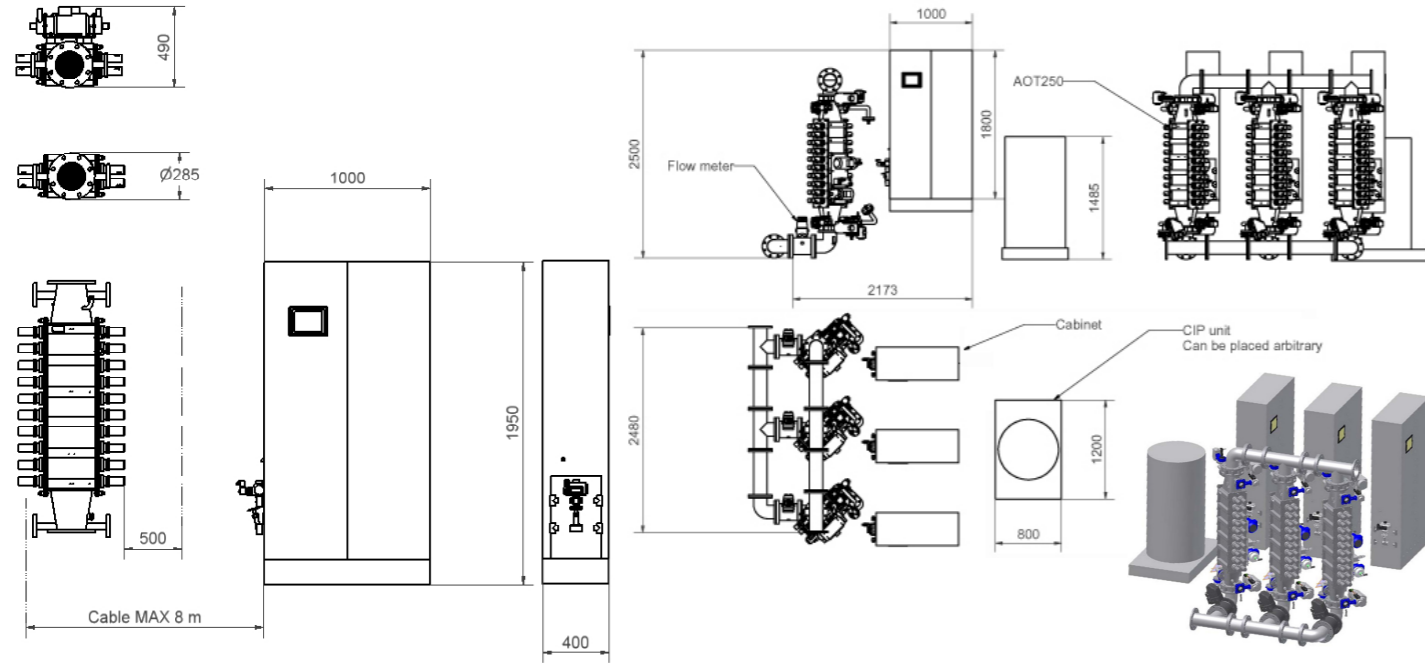 490
Ø285
1000
1950
500
Cable MAX 8 m
400
1000
2500
1800
Flow meter
1485
2173
AOT250
2480
Cabinet
CIP unit
Can be placed arbitrary
1200
800